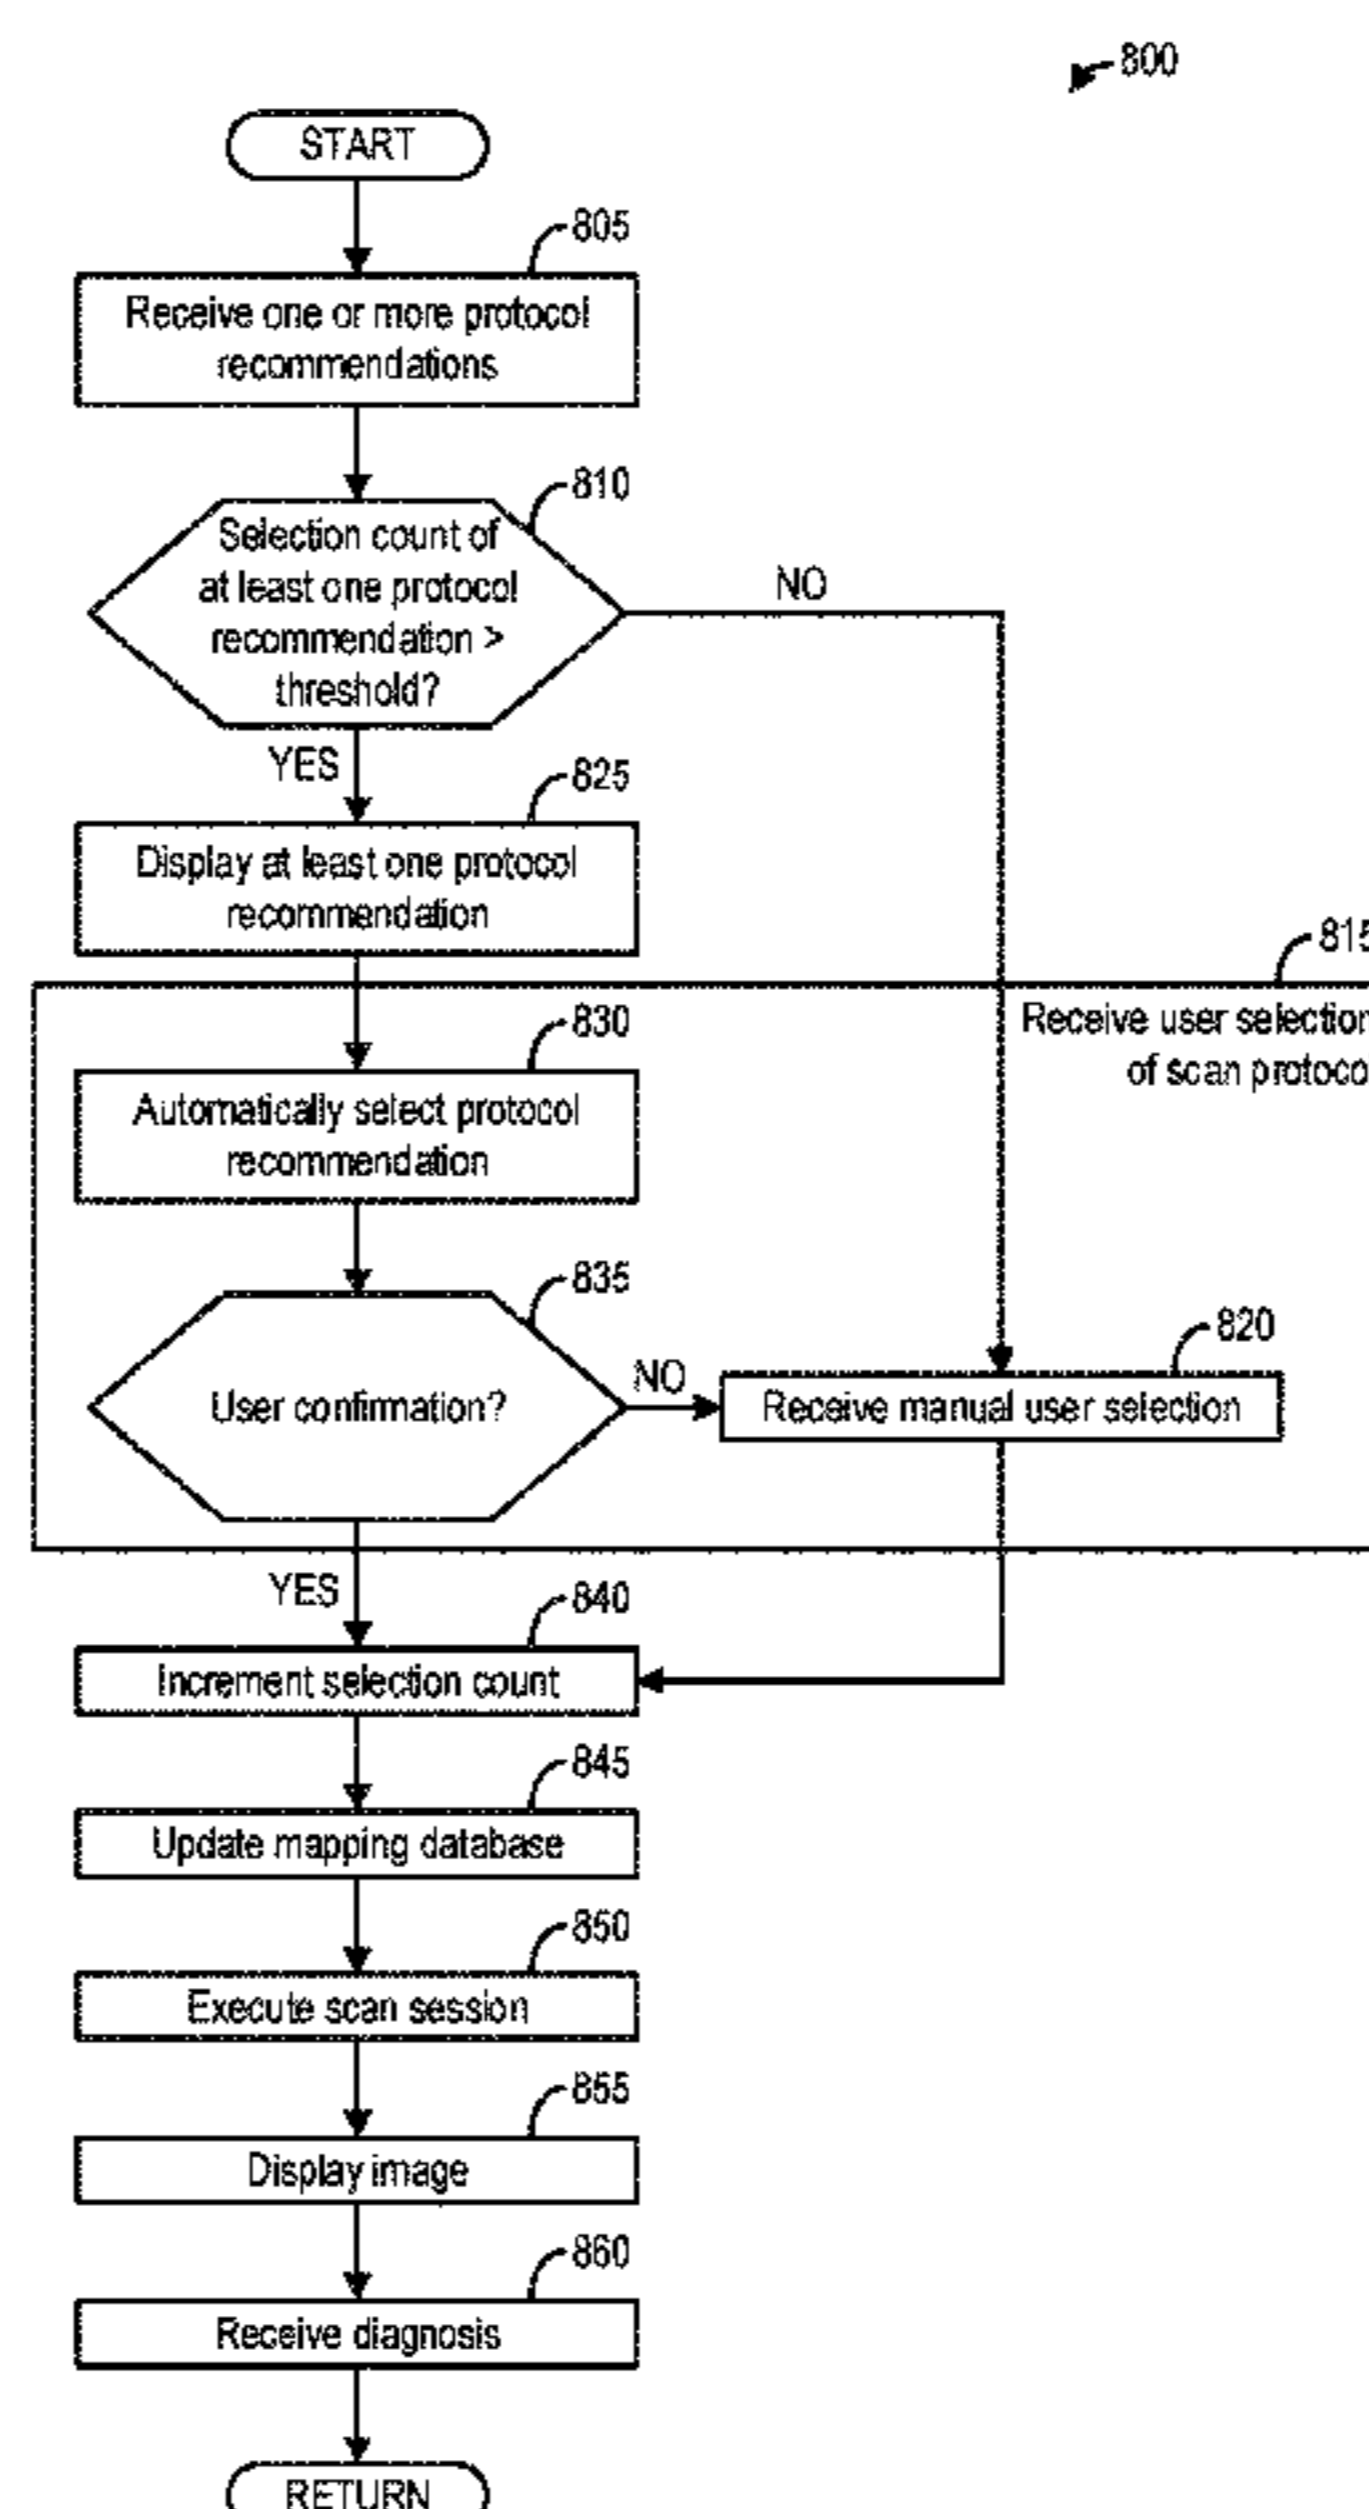 800
START
805
Receive one or more protocol
recommendations
810
Selection count of
at least one protocol
recommendation >
threshold?
NO
YES
825
Display at least one protocol
recommendation
815
Receive user selection
of scan protoco
830
Automatically select protocol
recommendation
835
User confirmation?
NO
820
Receive manual user selection
YES
840
Increment selection count
845
Update mapping database
850
Execute scan session
855
Display image
860
Receive diagnosis
RETURN